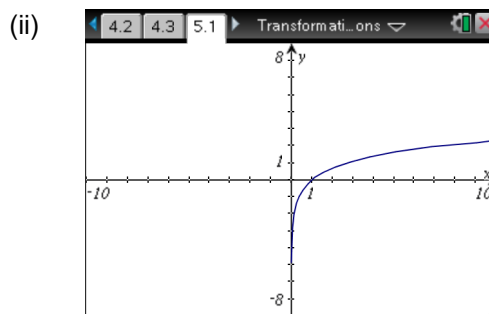 (ii)
4.2 4.3 5.1 Transformati…ons
8 y
1
x
-10 1 10
-8